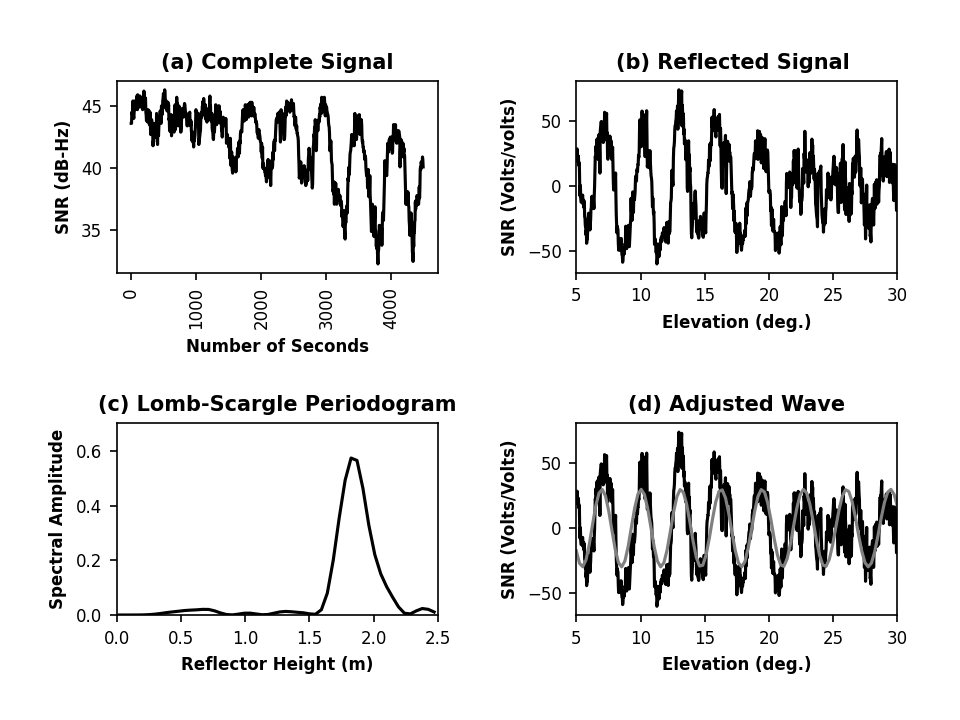 (a) Complete Signal
SNR (dB-Hz)
45
40
35
0 1000 2000 3000 4000
Number of Seconds
(b) Reflected Signal
SNR (Volts/volts)
50
0
−50
5 10 15 20 25 30
Elevation (deg.)
(c) Lomb-Scargle Periodogram
Spectral Amplitude
0.6
0.4
0.2
0.0
0.0 0.5 1.0 1.5 2.0 2.5
Reflector Height (m)
(d) Adjusted Wave
SNR (Volts/Volts)
50
0
−50
5 10 15 20 25 30
Elevation (deg.)